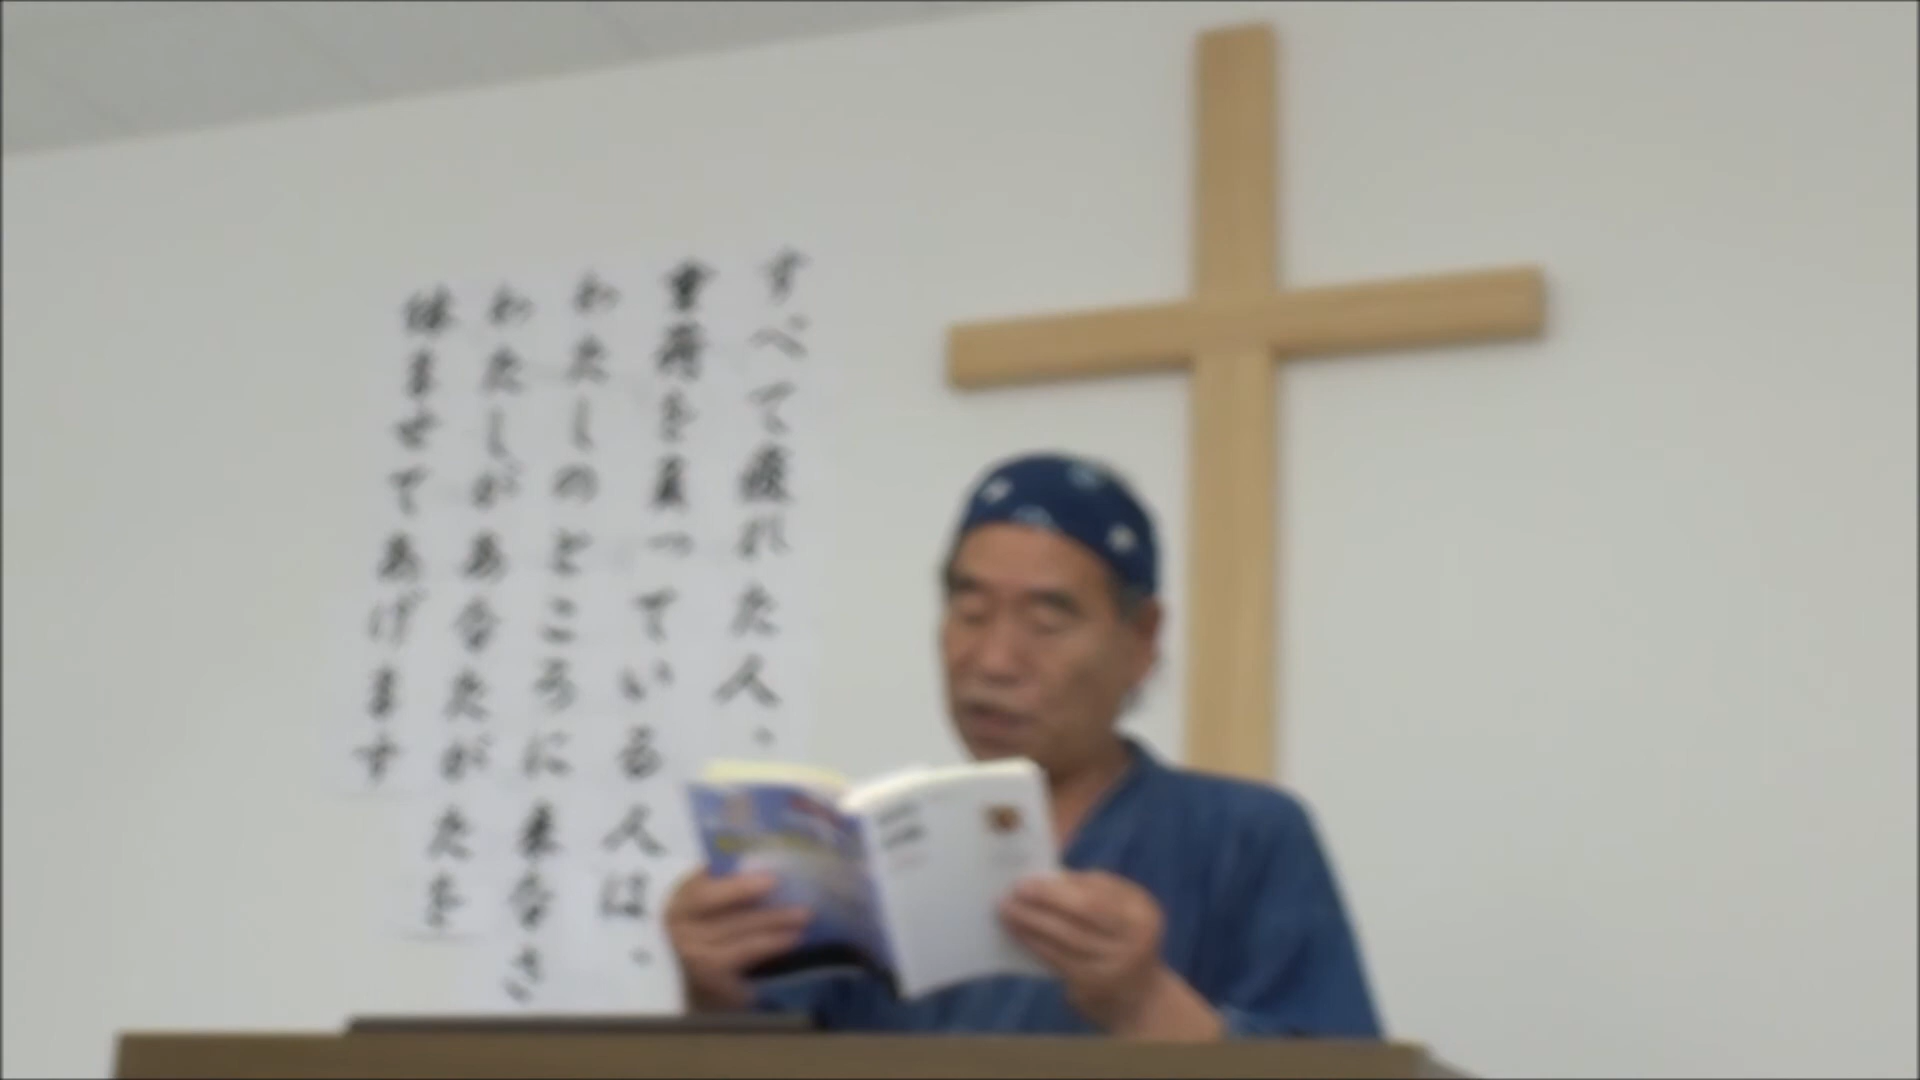 すべて疲れた人、
重荷を負っている人は、
わたしのところに来なさ
わたしがあなたがたを
休ませてあげます